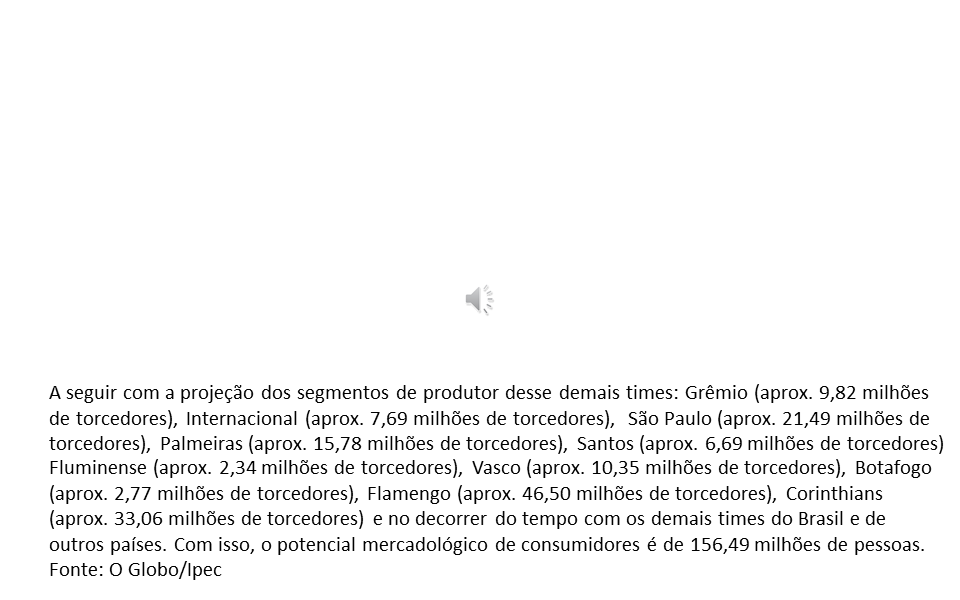 A seguir com a projeção dos segmentos de produtor desse demais times: Grêmio (aprox. 9,82 milhões
de torcedores), Internacional (aprox. 7,69 milhões de torcedores), São Paulo (aprox. 21,49 milhões de
torcedores), Palmeiras (aprox. 15,78 milhões de torcedores), Santos (aprox. 6,69 milhões de torcedores)
Fluminense (aprox. 2,34 milhões de torcedores), Vasco (aprox. 10,35 milhões de torcedores), Botafogo
(aprox. 2,77 milhões de torcedores), Flamengo (aprox. 46,50 milhões de torcedores), Corinthians
(aprox. 33,06 milhões de torcedores) e no decorrer do tempo com os demais times do Brasil e de
outros países. Com isso, o potencial mercadológico de consumidores é de 156,49 milhões de pessoas.
Fonte: O Globo/Ipec